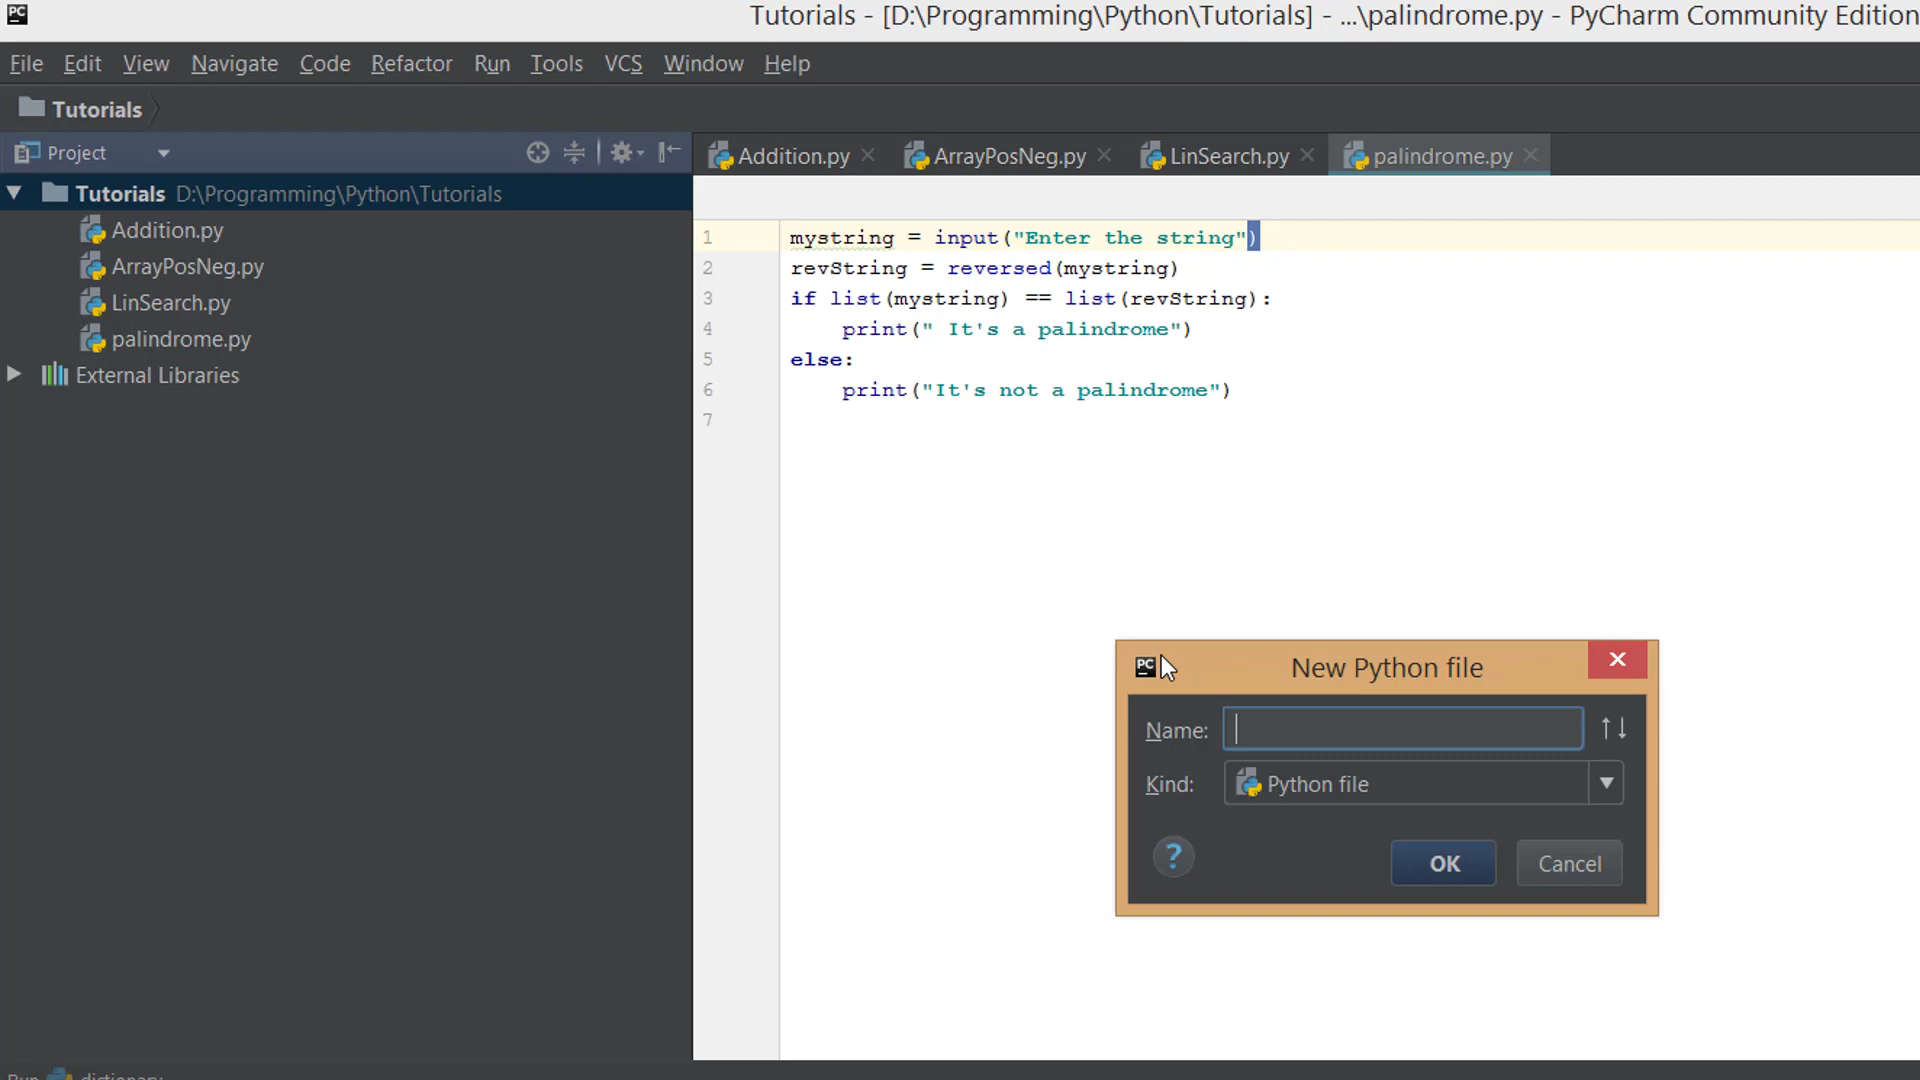 PC
Tutorials - [D:\Programming\Python\Tutorials] - ...\palindrome.py - PyCharm Community Edition
File Edit View Navigate Code Refactor Run Tools VCS Window Help
Tutorials
Project
Addition.py ArrayPosNeg.py LinSearch.py palindrome.py
Tutorials D:\Programming\Python\Tutorials
Addition.py
ArrayPosNeg.py
LinSearch.py
palindrome.py
External Libraries
1 mystring = input("Enter the string")
2 revString = reversed(mystring)
3 if list(mystring) == list(revString):
4 print(" It's a palindrome")
5 else:
6 print("It's not a palindrome")
7
PC New Python file
Name:
Kind: Python file
? OK Cancel
Run dictionary